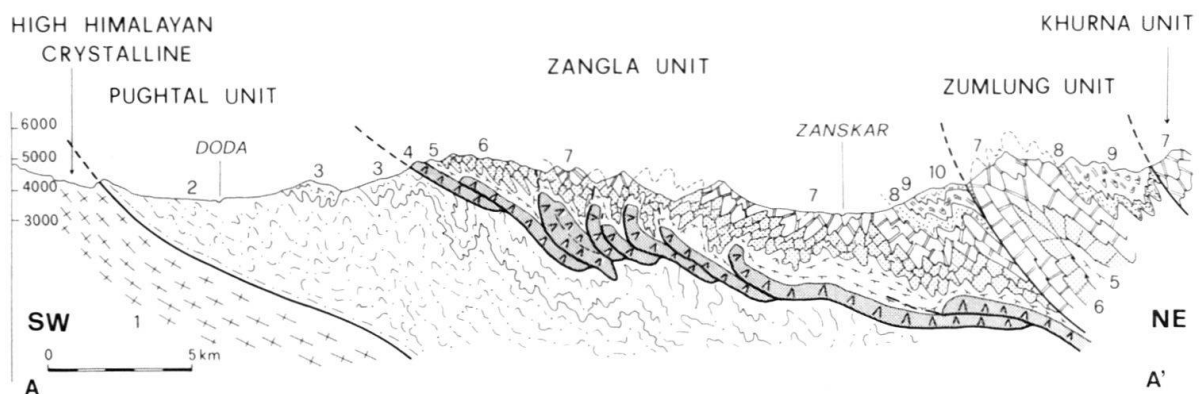 HIGH HIMALAYAN
CRYSTALLINE
KHURNA UNIT
ZANGLA UNIT
PUGHTAL UNIT
ZUMLUNG UNIT
6000
5000
4000
3000
DODA
ZANSKAR
2
3
3
4
5
6
7
7
8
9
10
7
8
9
7
5
6
1
SW
NE
0
5 km
A
A'